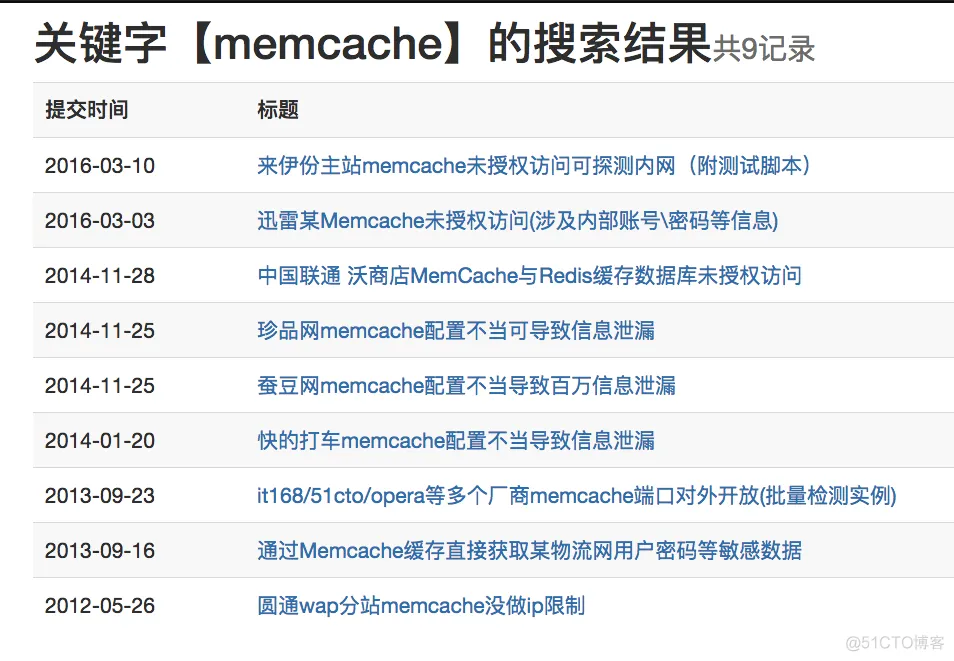 关键字【memcache】的搜索结果共9记录
提交时间 标题
2016-03-10 来伊份主站memcache未授权访问可探测内网（附测试脚本）
2016-03-03 迅雷某Memcache未授权访问(涉及内部账号\密码等信息)
2014-11-28 中国联通 沃商店MemCache与Redis缓存数据库未授权访问
2014-11-25 珍品网memcache配置不当可导致信息泄漏
2014-11-25 蚕豆网memcache配置不当导致百万信息泄漏
2014-01-20 快的打车memcache配置不当导致信息泄漏
2013-09-23 it168/51cto/opera等多个厂商memcache端口对外开放(批量检测实例)
2013-09-16 通过Memcache缓存直接获取某物流网用户密码等敏感数据
2012-05-26 圆通wap分站memcache没做ip限制
@51CTO博客